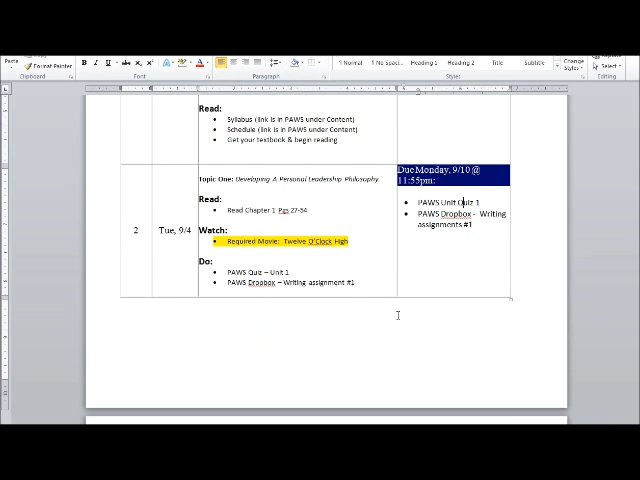 Paste
Format Painter
B I U abc x₂ x² A
¶ Normal ¶ No Spaci... Heading 1 Heading 2 Title Subtitle Change Styles Select
Clipboard Font Paragraph Styles Editing
Read:
• Syllabus (link is in PAWS under Content)
• Schedule (link is in PAWS under Content)
• Get your textbook & begin reading
2
Tue, 9/4
Topic One: Developing A Personal Leadership Philosophy
Read:
• Read Chapter 1 Pgs 27-54
Watch:
• Required Movie: Twelve O'Clock High
Do:
• PAWS Quiz – Unit 1
• PAWS Dropbox – Writing assignment #1
Due Monday, 9/10 @
11:55pm:
• PAWS Unit Quiz 1
• PAWS Dropbox - Writing
assignments #1